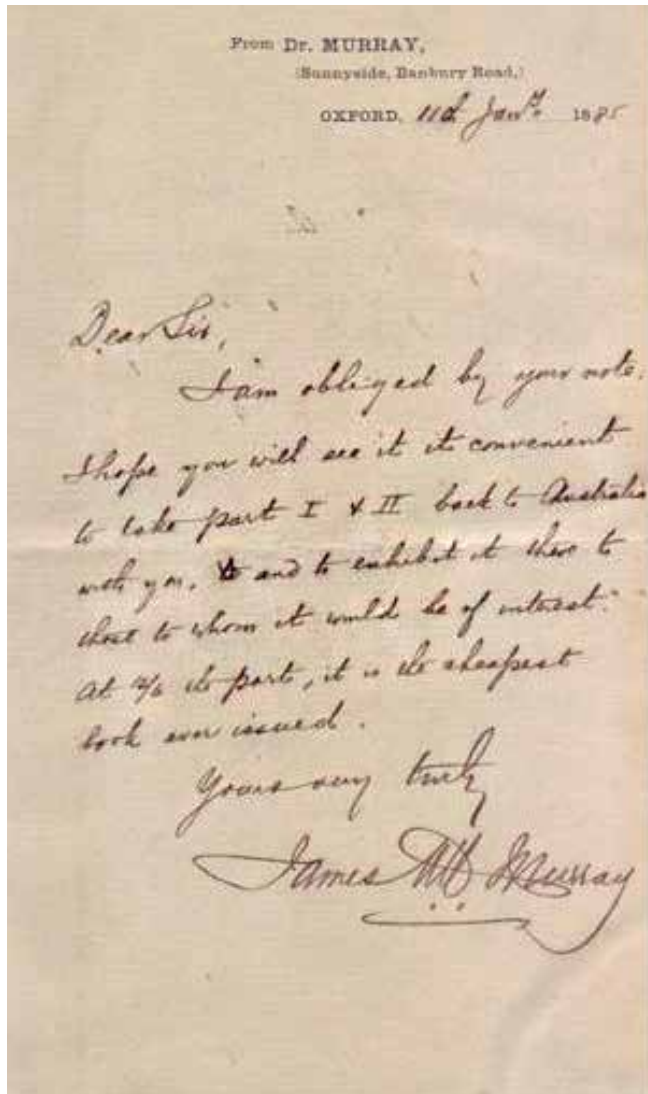 From Dr. MURRAY,
(Sunnyside, Banbury Road,)
OXFORD, 11th Jany. 1885
Dear Sir,
I am obliged by your note.
I hope you will see it convenient
to take part I & II back to Australia
with you, and to exhibit it there to
those to whom it would be of interest.
At the part, it is the cheapest
book ever issued.
Yours very truly
James A H Murray